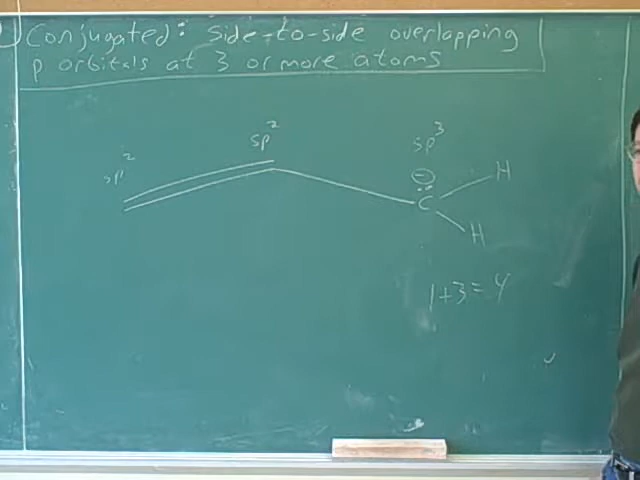 Conjugated: Side-to-side overlapping
p orbitals at 3 or more atoms
sp² sp² sp³
⊖
C H
H
1+3=4